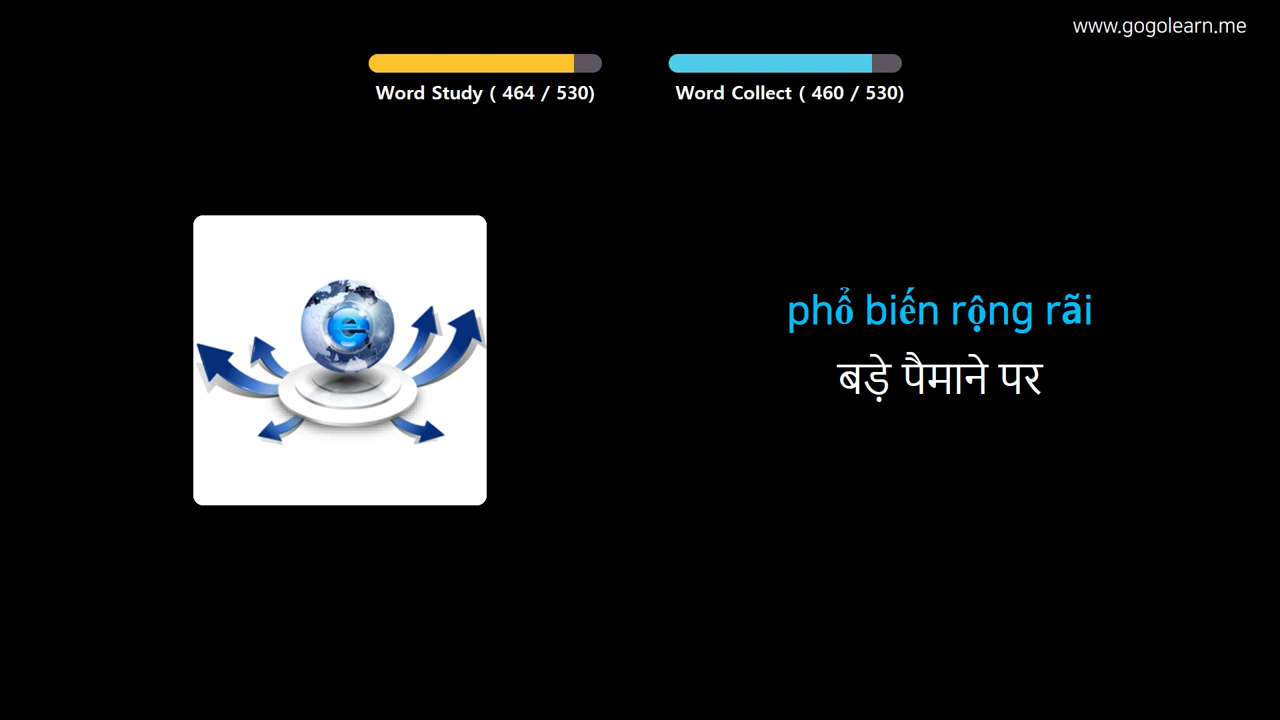 www.gogolearn.me
Word Study ( 464 / 530)
Word Collect ( 460 / 530)
e
phổ biến rộng rãi
बड़े पैमाने पर